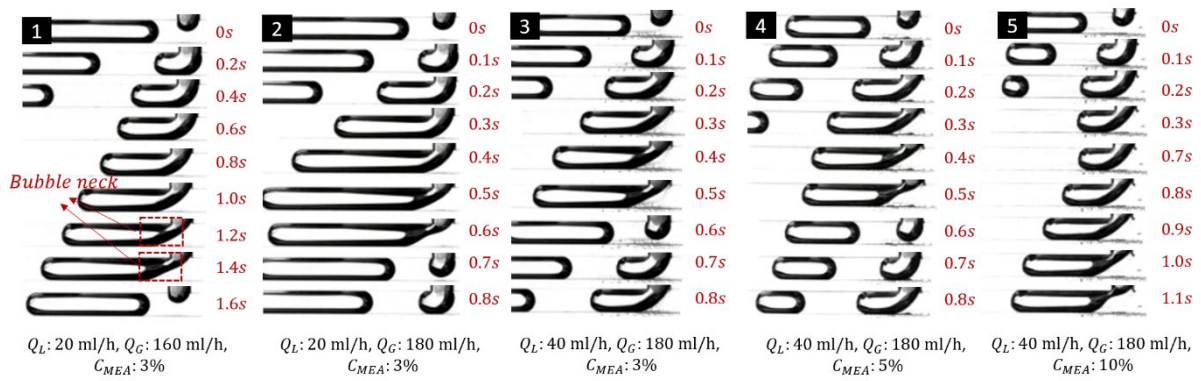 1
0s
0.2s
0.4s
0.6s
0.8s
Bubble neck
1.0s
1.2s
1.4s
1.6s
Q_L: 20 ml/h, Q_G: 160 ml/h,
C_MEA: 3%
2
0s
0.1s
0.2s
0.3s
0.4s
0.5s
0.6s
0.7s
0.8s
Q_L: 20 ml/h, Q_G: 180 ml/h,
C_MEA: 3%
3
0s
0.1s
0.2s
0.3s
0.4s
0.5s
0.6s
0.7s
0.8s
Q_L: 40 ml/h, Q_G: 180 ml/h,
C_MEA: 3%
4
0s
0.1s
0.2s
0.3s
0.4s
0.5s
0.6s
0.7s
0.8s
Q_L: 40 ml/h, Q_G: 180 ml/h,
C_MEA: 5%
5
0s
0.1s
0.2s
0.3s
0.7s
0.8s
0.9s
1.0s
1.1s
Q_L: 40 ml/h, Q_G: 180 ml/h,
C_MEA: 10%